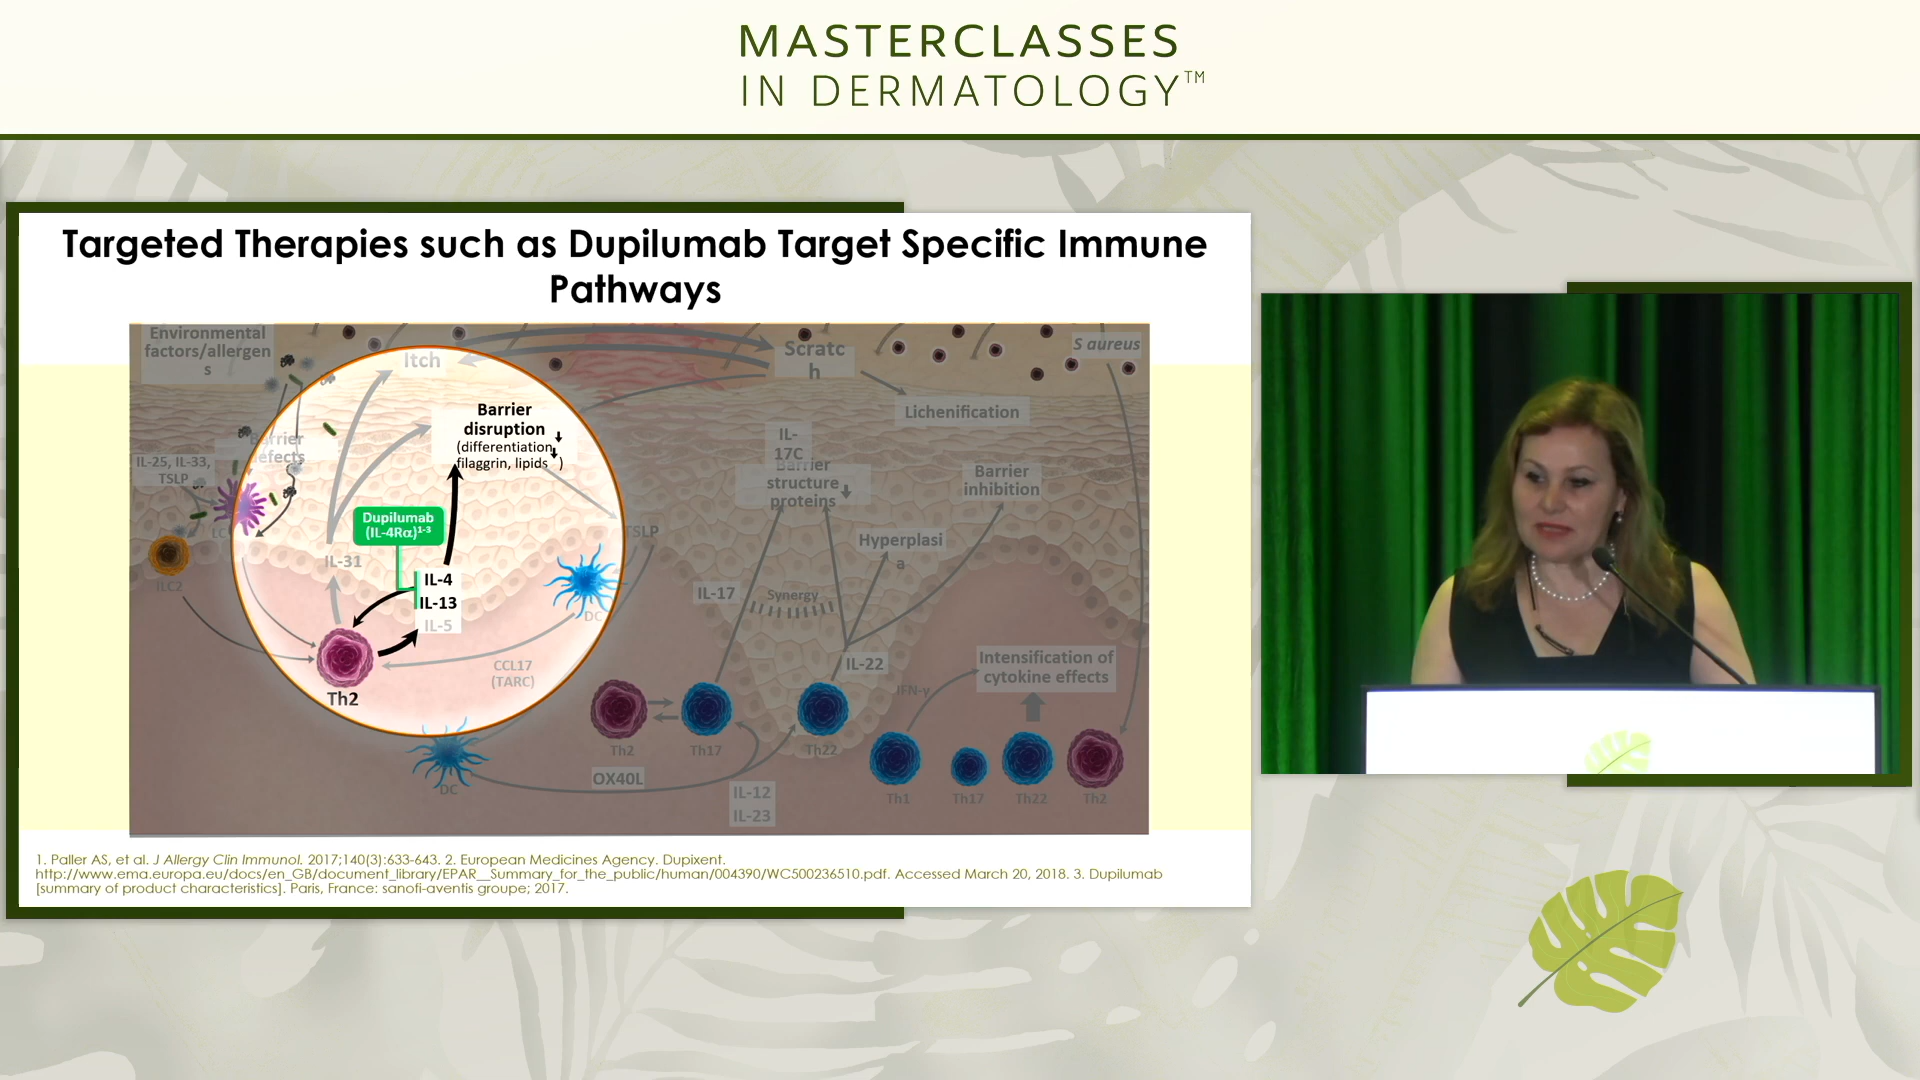 MASTERCLASSES
IN DERMATOLOGY™
Targeted Therapies such as Dupilumab Target Specific Immune
Pathways
Environmental
factors/allergen
s
Itch
Scratc
h
S aureus
Barrier
disruption
(differentiation,
filaggrin, lipids )
Lichenification
IL-25, IL-33,
TSLP
LC
ILC2
IL-
17C
Barrier
structure
proteins
Barrier
inhibition
Dupilumab
(IL-4Rα)¹⁻³
TSLP
Hyperplasi
a
IL-31
IL-4
IL-13
IL-5
DC
IL-17
Synergy
Th2
CCL17
(TARC)
IL-22
Intensification of
cytokine effects
IFN-γ
Th2
Th17
Th22
DC
OX40L
IL-12
IL-23
Th1
Th17
Th22
Th2
1. Paller AS, et al. J Allergy Clin Immunol. 2017;140(3):633-643. 2. European Medicines Agency. Dupixent.
http://www.ema.europa.eu/docs/en_GB/document_library/EPAR__Summary_for_the_public/human/004390/WC500236510.pdf. Accessed March 20, 2018. 3. Dupilumab
[summary of product characteristics]. Paris, France: sanofi-aventis groupe; 2017.